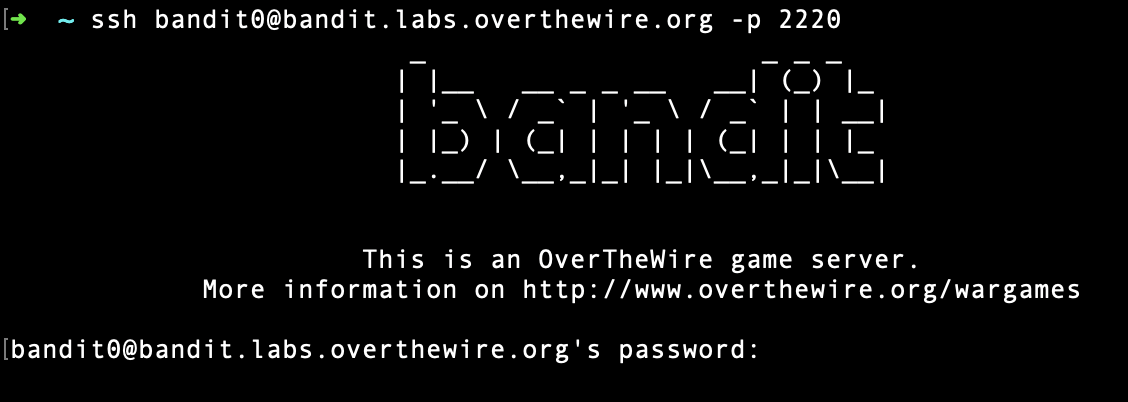 [➜ ~ ssh bandit0@bandit.labs.overthewire.org -p 2220
bandit
This is an OverTheWire game server.
More information on http://www.overthewire.org/wargames
[bandit0@bandit.labs.overthewire.org's password: